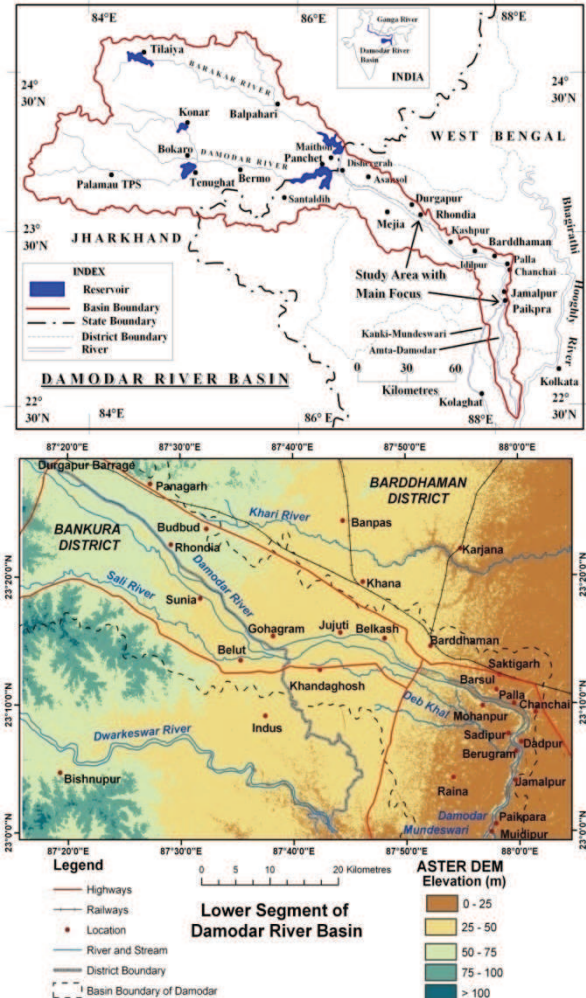 84°E
86°E
88°E
Ganga River
Damodar River
Basin
INDIA
24°
30'N
24°
30'N
Tilaiya
BARAKAR RIVER
Konar
Balpahari
WEST BENGAL
Bokaro
DAMODAR RIVER
Maithon
Panchet
Dishergrah
Asansol
Palamau TPS
Tenughat
Bermo
Santaldih
Durgapur
Rhondia
Mejia
Kashpur
23°
30'N
23°
30'N
Barddhaman
JHARKHAND
Idilpur
Palla
Chanchai
Bhagirathi
Hooghly River
Study Area with
Main Focus
Jamalpur
Paikpra
INDEX
Reservoir
Basin Boundary
State Boundary
District Boundary
River
Kanki-Mundeswari
Amta-Damodar
0 30 60
Kilometres
DAMODAR RIVER BASIN
Kolaghat
Kolkata
22°
30'N
22°
30'N
84°E
86°E
88°E
87°20'0"E
87°30'0"E
87°40'0"E
87°50'0"E
88°0'0"E
Durgapur Barrage
Panagarh
BARDDHAMAN
DISTRICT
BANKURA
DISTRICT
Budbud
Khari River
Banpas
Rhondia
Karjana
23°20'0"N
23°20'0"N
Damodar River
Khana
Sali River
Sunia
Gohagram
Jujuti
Belkash
Barddhaman
Belut
Saktigarh
Khandaghosh
Barsul
Palla
Deb Khal
Chanchai
23°10'0"N
23°10'0"N
Mohanpur
Indus
Dwarkeswar River
Sadipur
Dadpur
Berugram
Bishnupur
Raina
Jamalpur
Damodar
Paikpara
Mundeswari
Muidipur
23°0'0"N
23°0'0"N
87°20'0"E
87°30'0"E
87°40'0"E
87°50'0"E
88°0'0"E
Legend
Highways
Railways
Location
River and Stream
District Boundary
Basin Boundary of Damodar
0 5 10 20 Kilometres
Lower Segment of
Damodar River Basin
ASTER DEM
Elevation (m)
0 - 25
25 - 50
50 - 75
75 - 100
> 100